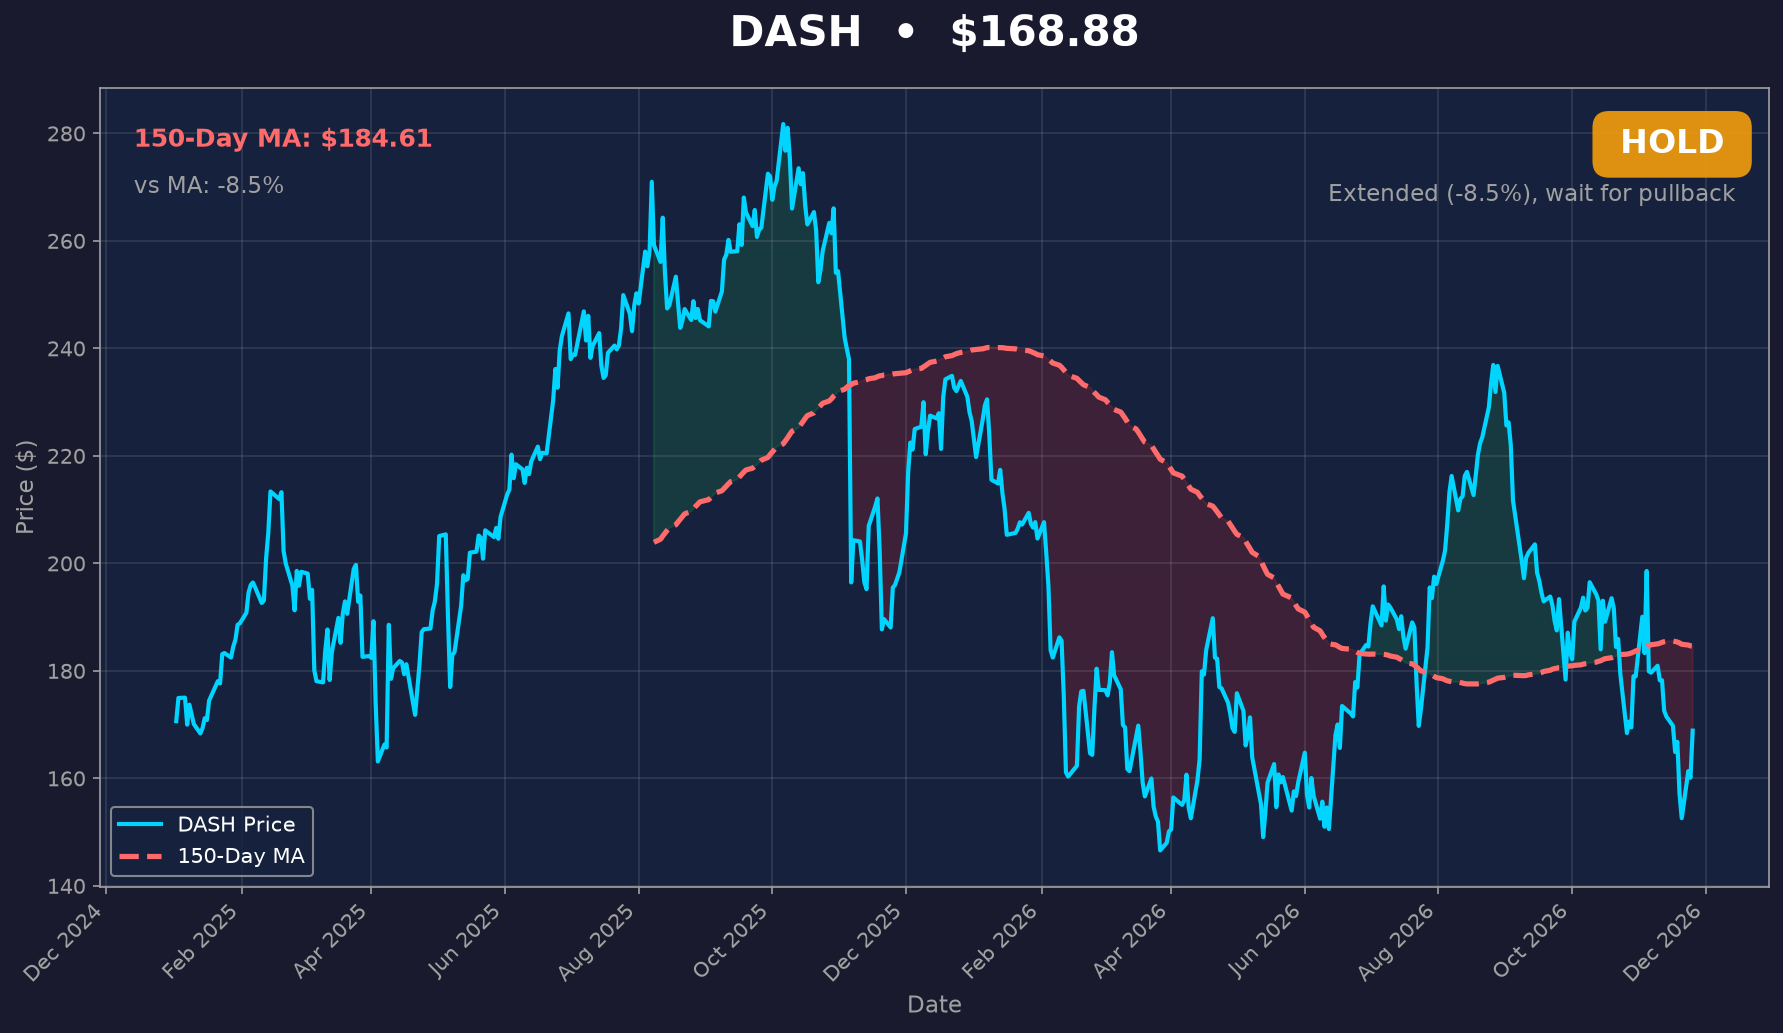 DASH • $168.88
150-Day MA: $184.61
vs MA: -8.5%
HOLD
Extended (-8.5%), wait for pullback
Price ($)
280
260
240
220
200
180
160
140
DASH Price
150-Day MA
Dec 2024
Feb 2025
Apr 2025
Jun 2025
Aug 2025
Oct 2025
Dec 2025
Feb 2026
Apr 2026
Jun 2026
Aug 2026
Oct 2026
Dec 2026
Date